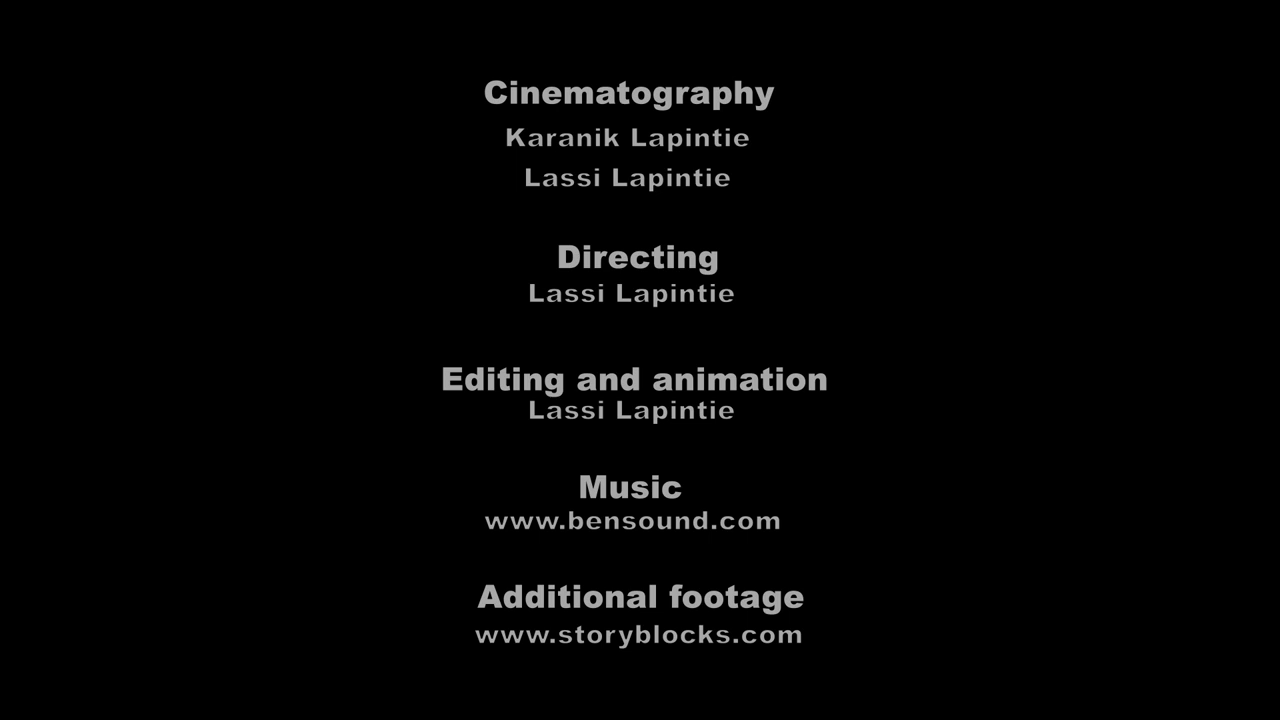 Cinematography
Karanik Lapintie
Lassi Lapintie
Directing
Lassi Lapintie
Editing and animation
Lassi Lapintie
Music
www.bensound.com
Additional footage
www.storyblocks.com